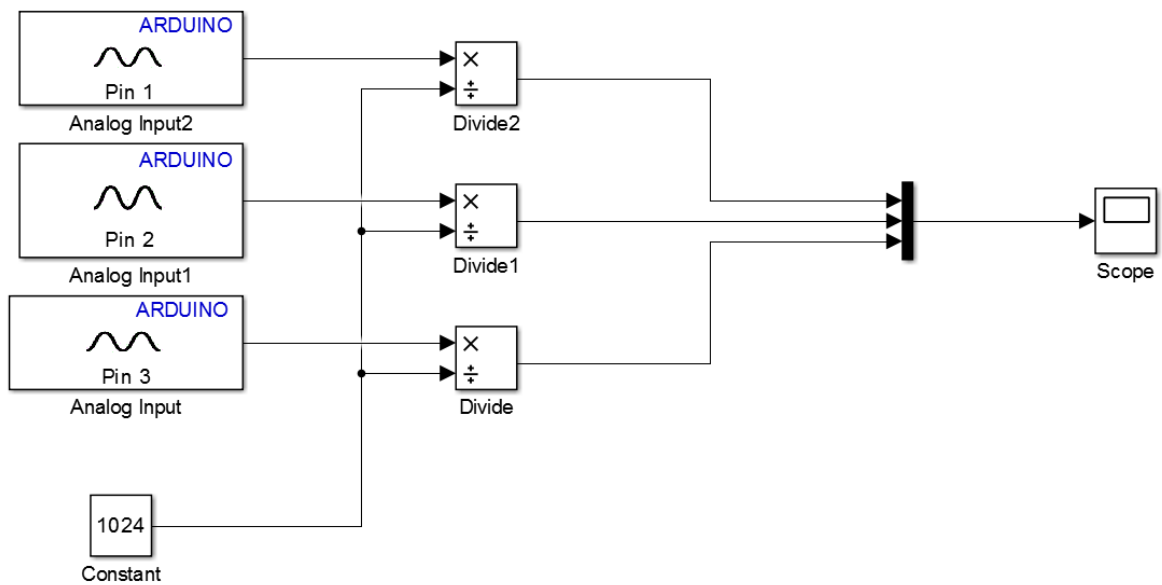 ARDUINO
Pin 1
Analog Input2
×
÷
Divide2
ARDUINO
Pin 2
Analog Input1
×
÷
Divide1
Scope
ARDUINO
Pin 3
Analog Input
×
÷
Divide
1024
Constant